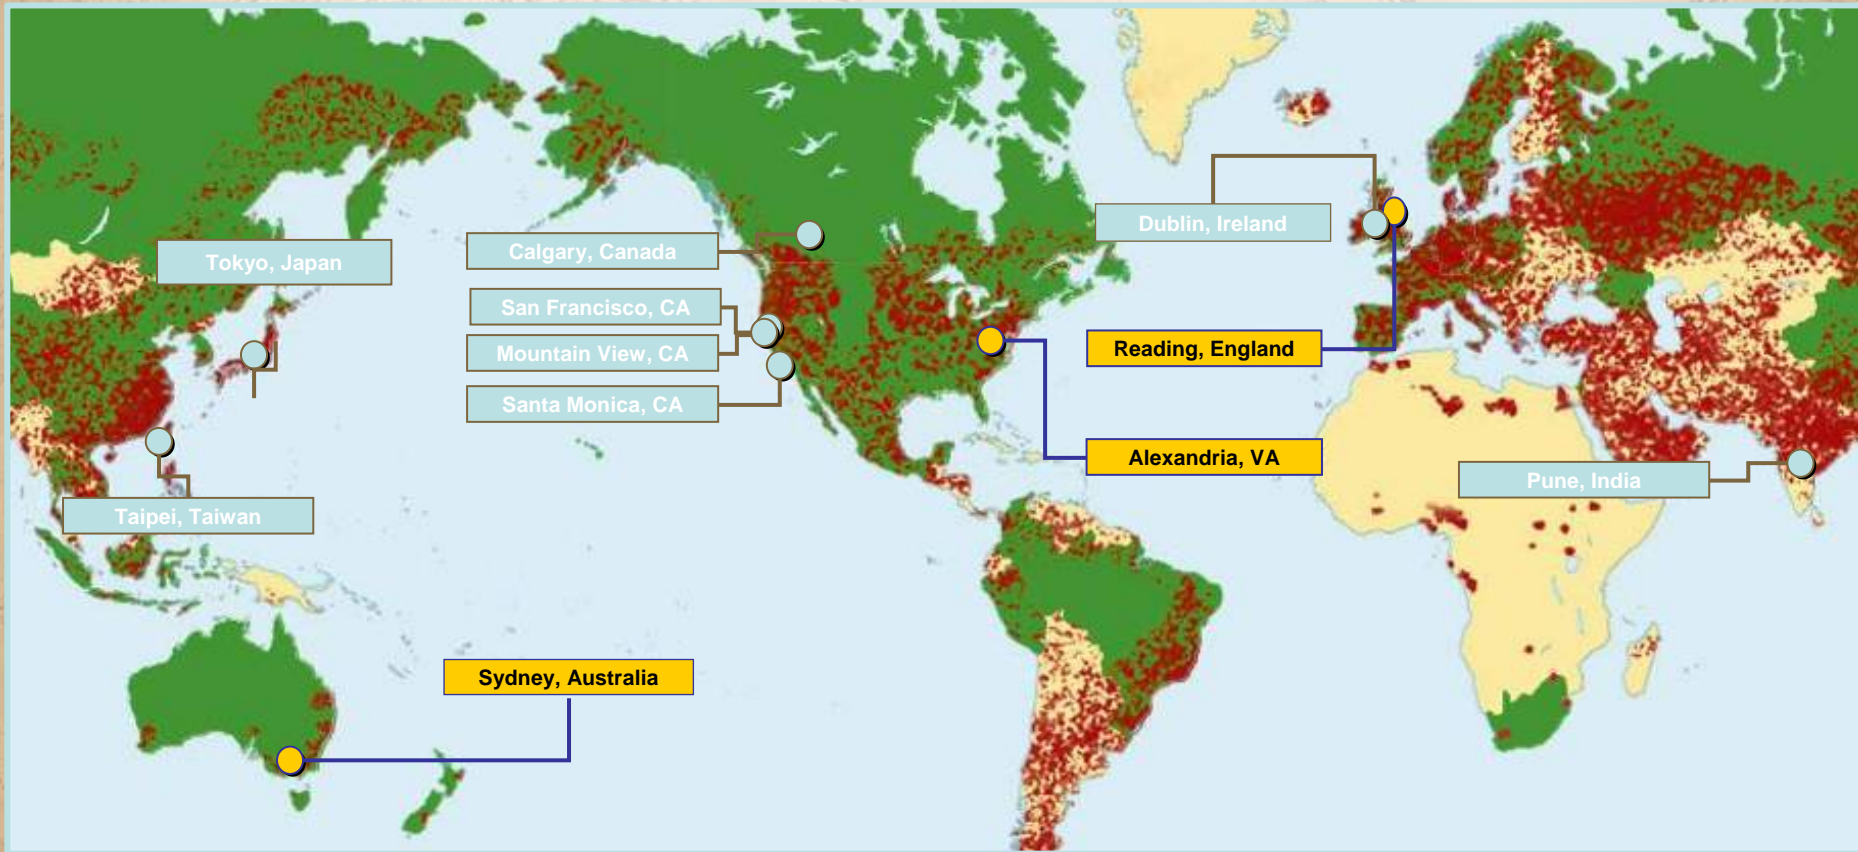 Dublin, Ireland
Tokyo, Japan
Calgary, Canada
San Francisco, CA
Mountain View, CA
Reading, England
Santa Monica, CA
Alexandria, VA
Pune, India
Taipei, Taiwan
Sydney, Australia